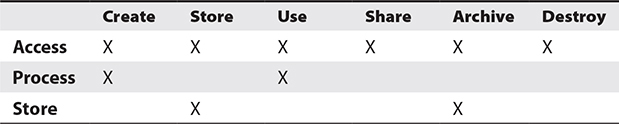 Create Store Use Share Archive Destroy
Access X X X X X X
Process X X
Store X X